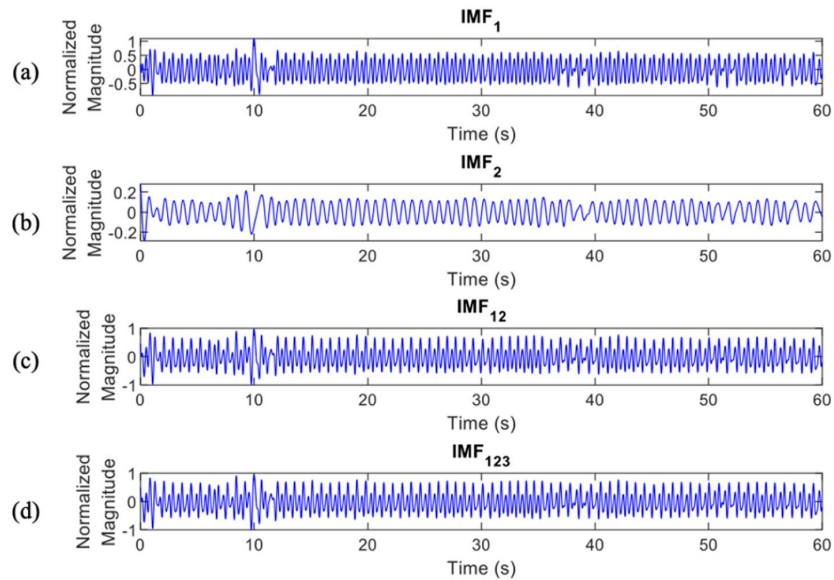 IMF1
(a)
Normalized
Magnitude
1
0.5
0
-0.5
0 10 20 30 40 50 60
Time (s)
IMF2
(b)
Normalized
Magnitude
0.2
0
-0.2
0 10 20 30 40 50 60
Time (s)
IMF12
(c)
Normalized
Magnitude
1
0
-1
0 10 20 30 40 50 60
Time (s)
IMF123
(d)
Normalized
Magnitude
1
0
-1
0 10 20 30 40 50 60
Time (s)